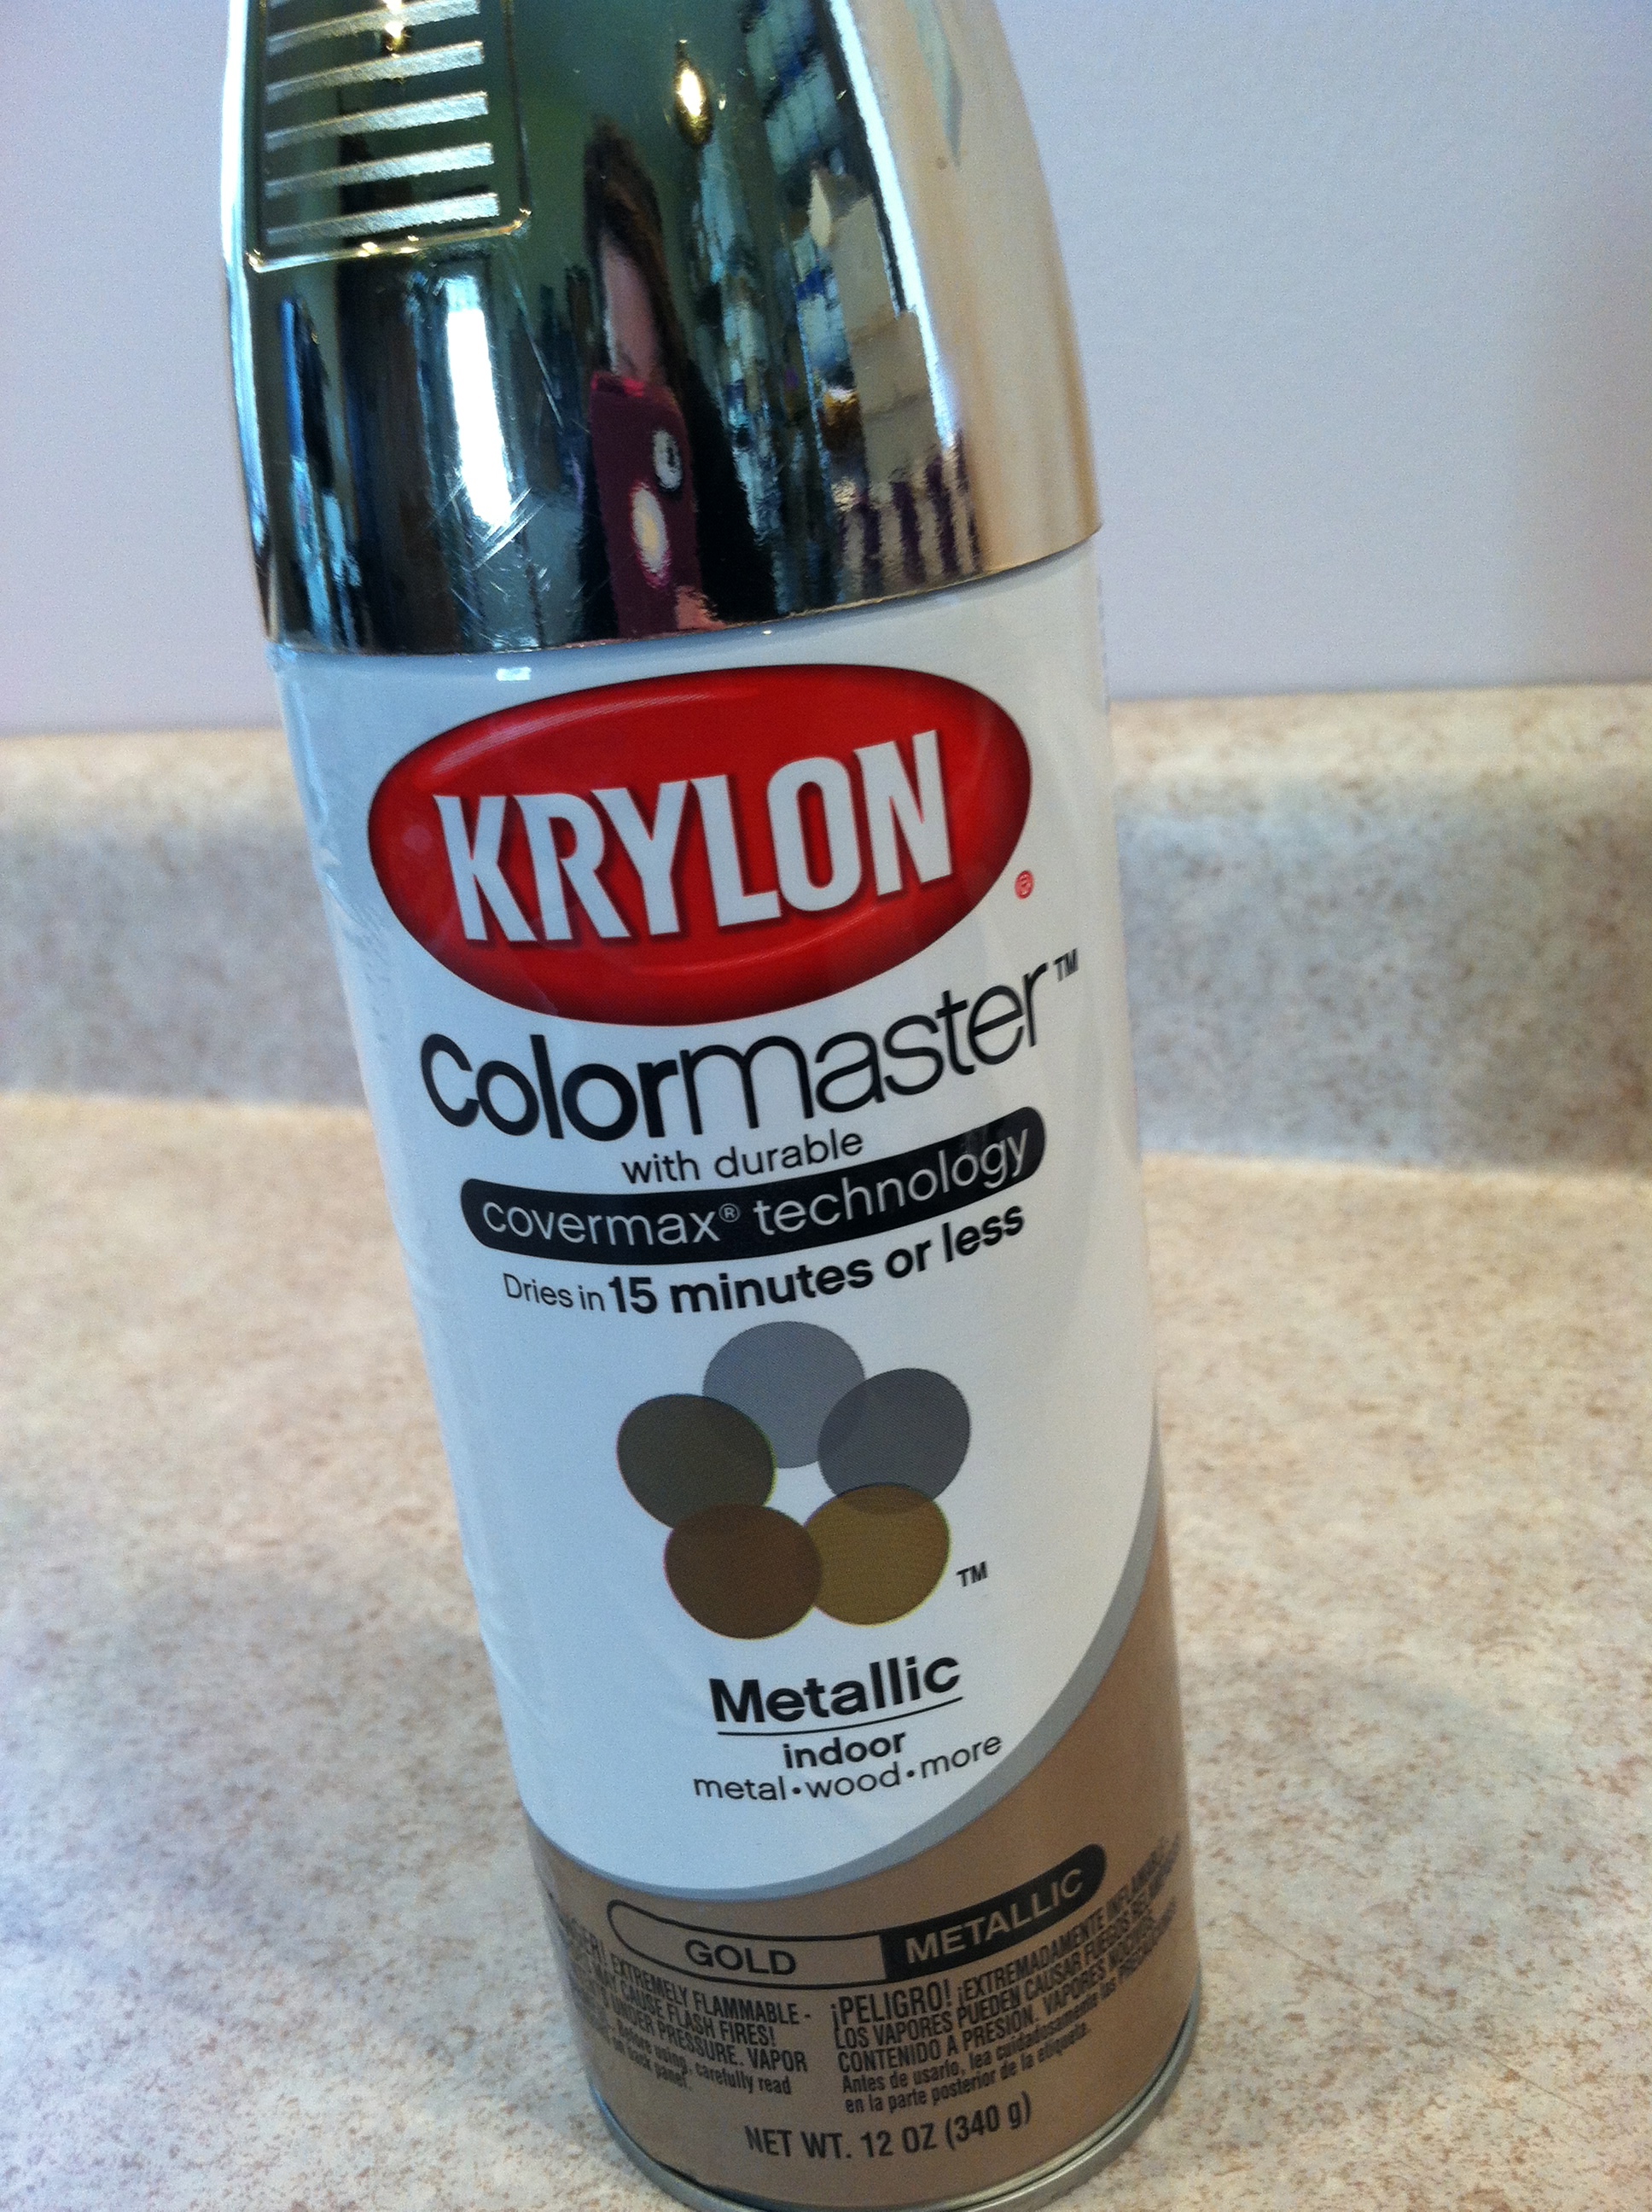 KRYLON
®
Colormaster™
with durable
covermax® technology
Dries in 15 minutes or less
TM
Metallic
indoor
metal•wood•more
GOLD METALLIC
EXTREMELY FLAMMABLE -
MAY CAUSE FLASH FIRES!
UNDER PRESSURE. VAPOR
Before using, carefully read
back panel.
¡PELIGRO! ¡EXTREMADAMENTE
LOS VAPORES PUEDEN CAUSAR FUEGOS
CONTENIDO A PRESIÓN. VAPORES NOCIVOS.
Antes de usarlo, lea cuidadosamente las
en la parte posterior de la etiqueta.
NET WT. 12 OZ (340 g)